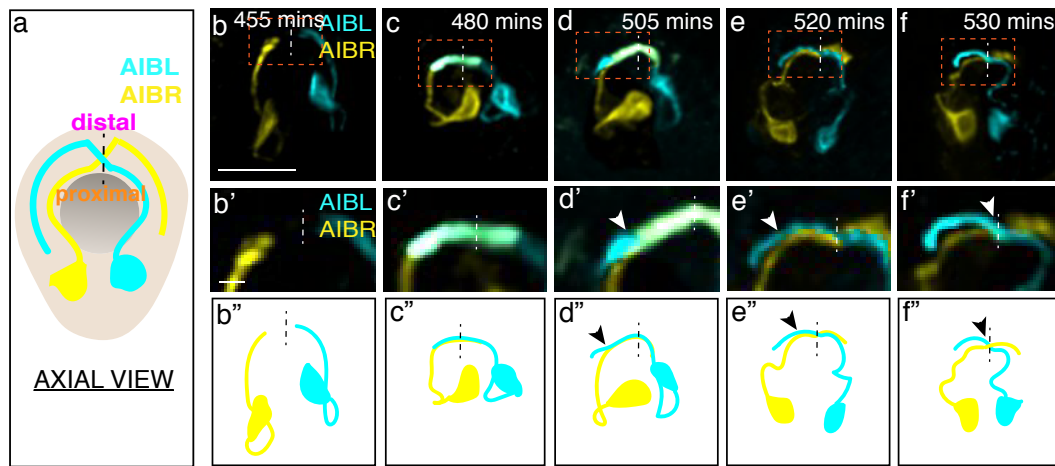 a
AIBL
AIBR
distal
proximal
AXIAL VIEW
b
455 mins
AIBL
AIBR
c
480 mins
d
505 mins
e
520 mins
f
530 mins
b'
AIBL
AIBR
c'
d'
e'
f'
b"
c"
d"
e"
f"